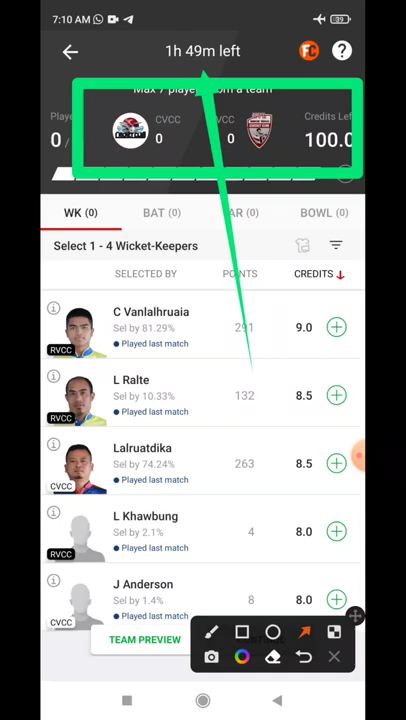 7:10 AM
39
1h 49m left
FC
?
Max 7 players from a team
Playe
CVCC
VCC
Credits Lef
0 /
0
0
100.0
WK (0)
BAT (0)
AR (0)
BOWL (0)
Select 1 - 4 Wicket-Keepers
SELECTED BY
POINTS
CREDITS
C Vanlalhruaia
Sel by 81.29%
Played last match
RVCC
291
9.0
L Ralte
Sel by 10.33%
Played last match
RVCC
132
8.5
Lalruatdika
Sel by 74.24%
Played last match
CVCC
263
8.5
L Khawbung
Sel by 2.1%
Played last match
RVCC
4
8.0
J Anderson
Sel by 1.4%
Played last match
CVCC
8
8.0
TEAM PREVIEW